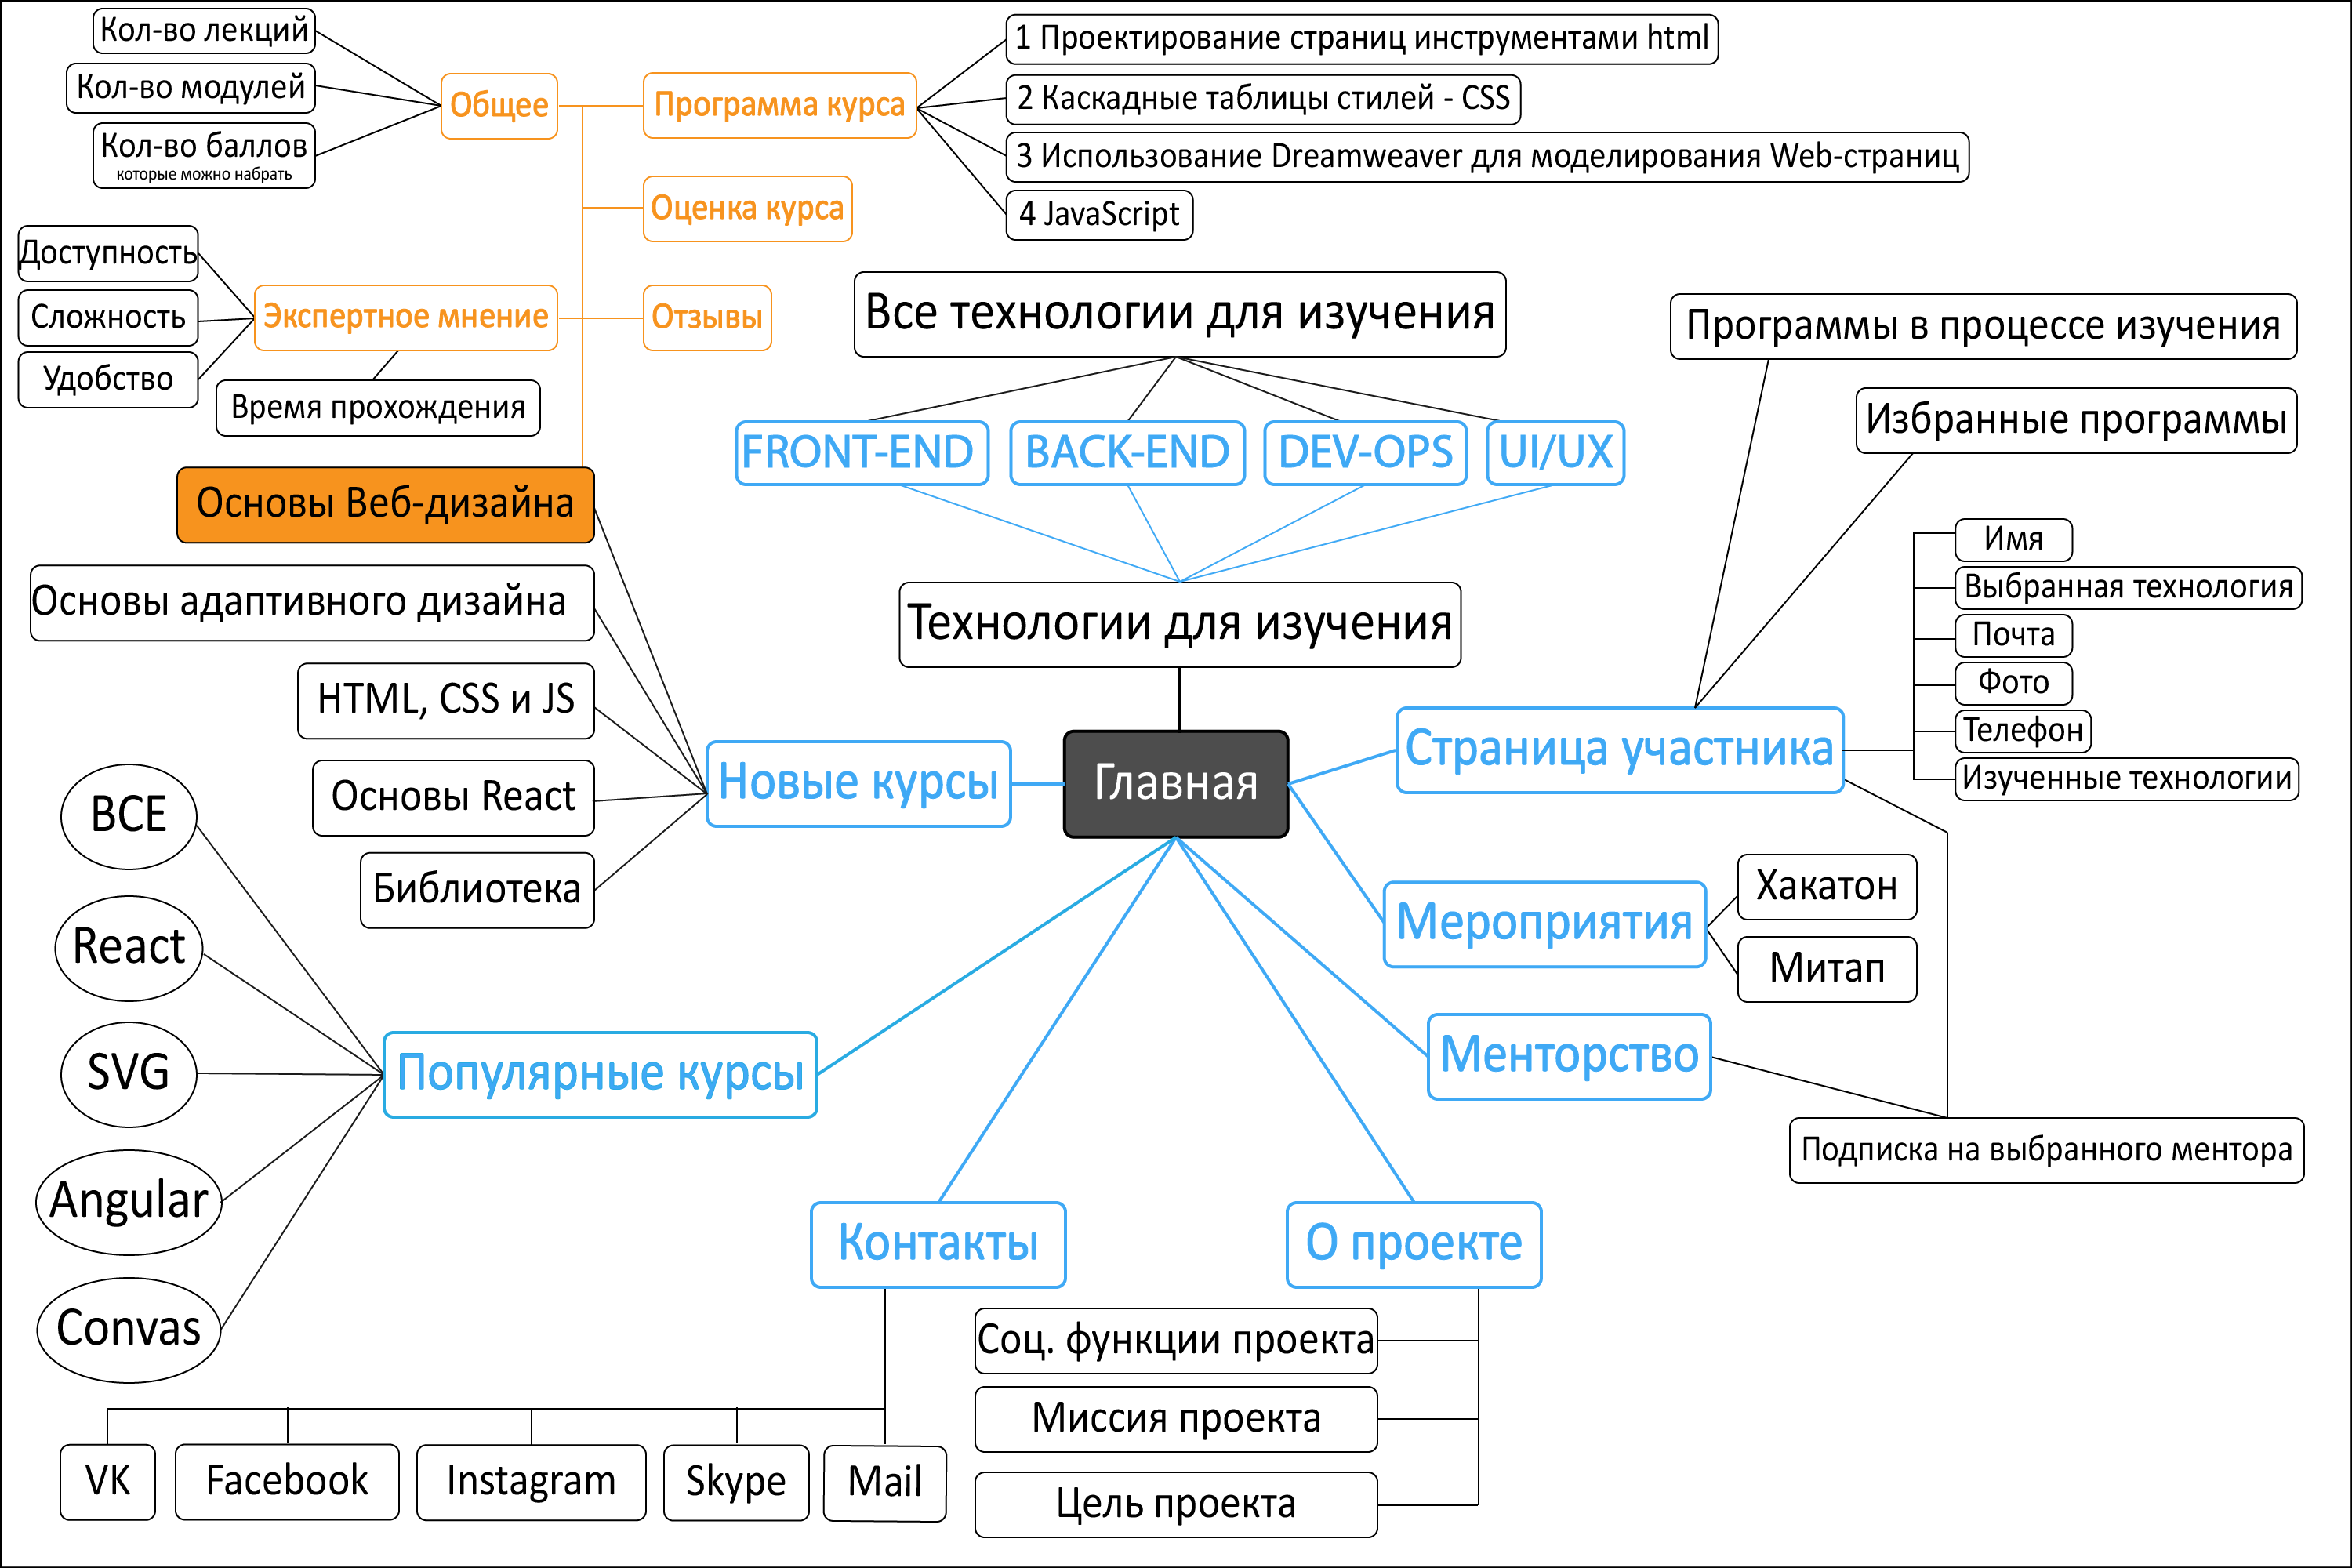 Кол-во лекций
Кол-во модулей
Кол-во баллов
которые можно набрать
Общее
Программа курса
1 Проектирование страниц инструментами html
2 Каскадные таблицы стилей - CSS
3 Использование Dreamweaver для моделирования Web-страниц
4 JavaScript
Оценка курса
Доступность
Сложность
Удобство
Экспертное мнение
Отзывы
Время прохождения
Все технологии для изучения
FRONT-END
BACK-END
DEV-OPS
UI/UX
Технологии для изучения
Программы в процессе изучения
Избранные программы
Имя
Выбранная технология
Почта
Фото
Телефон
Изученные технологии
Основы Веб-дизайна
Основы адаптивного дизайна
HTML, CSS и JS
Основы React
Библиотека
Новые курсы
Главная
Страница участника
Мероприятия
Хакатон
Митап
Менторство
Подписка на выбранного ментора
ВСЕ
React
SVG
Angular
Convas
Популярные курсы
Контакты
О проекте
Соц. функции проекта
Миссия проекта
Цель проекта
VK
Facebook
Instagram
Skype
Mail